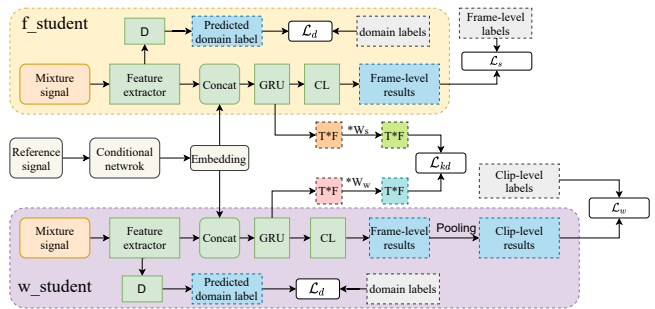 f_student
D
Predicted
domain label
ℒd
domain labels
Frame-level
labels
ℒs
Mixture
signal
Feature
extractor
Concat
GRU
CL
Frame-level
results
T*F
*Ws
T*F
Reference
signal
Conditional
netwrok
Embedding
ℒkd
T*F
*Ww
T*F
Clip-level
labels
ℒw
Mixture
signal
Feature
extractor
Concat
GRU
CL
Frame-level
results
Pooling
Clip-level
results
w_student
D
Predicted
domain label
ℒd
domain labels